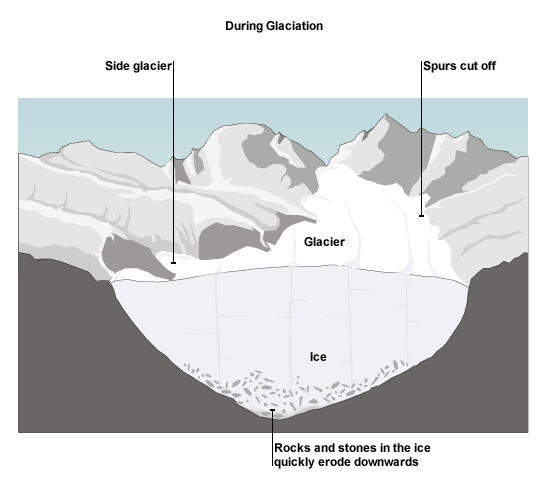 During Glaciation
Side glacier
Spurs cut off
Glacier
Ice
Rocks and stones in the ice
quickly erode downwards